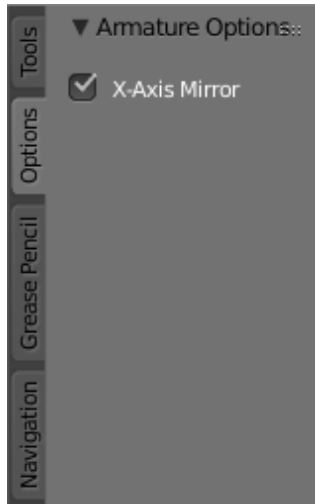 Armature Options
X-Axis Mirror
Tools
Options
Grease Pencil
Navigation